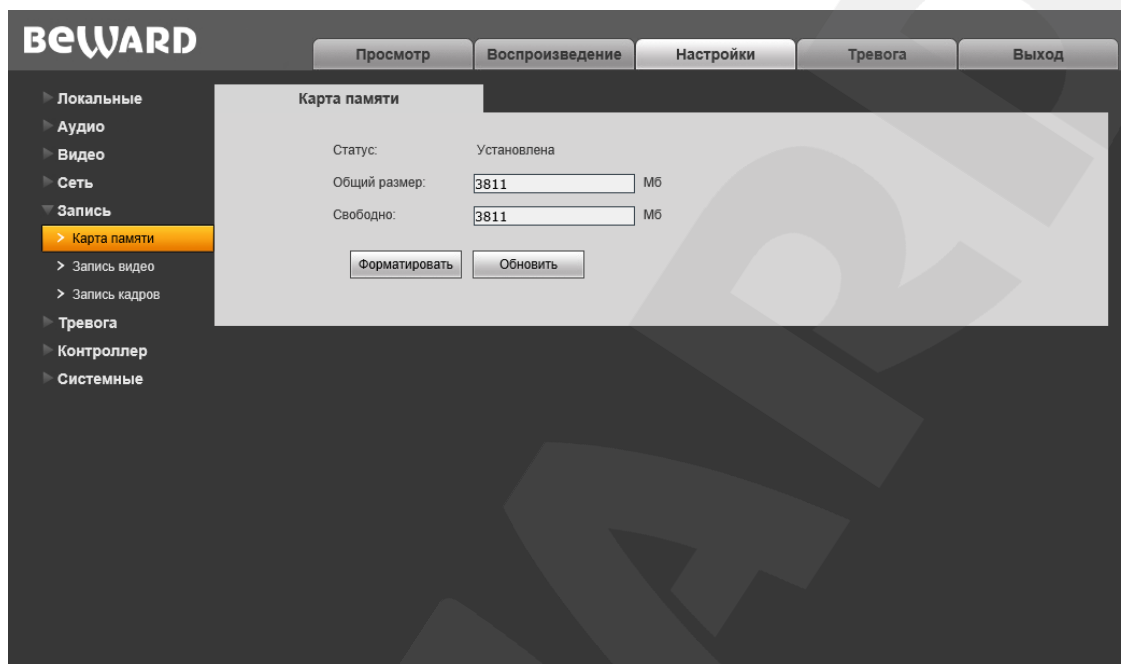 BEWARD
Просмотр Воспроизведение Настройки Тревога Выход
Локальные
Аудио
Видео
Сеть
Запись
> Карта памяти
> Запись видео
> Запись кадров
Тревога
Контроллер
Системные
Карта памяти
Статус: Установлена
Общий размер: 3811 Мб
Свободно: 3811 Мб
Форматировать Обновить